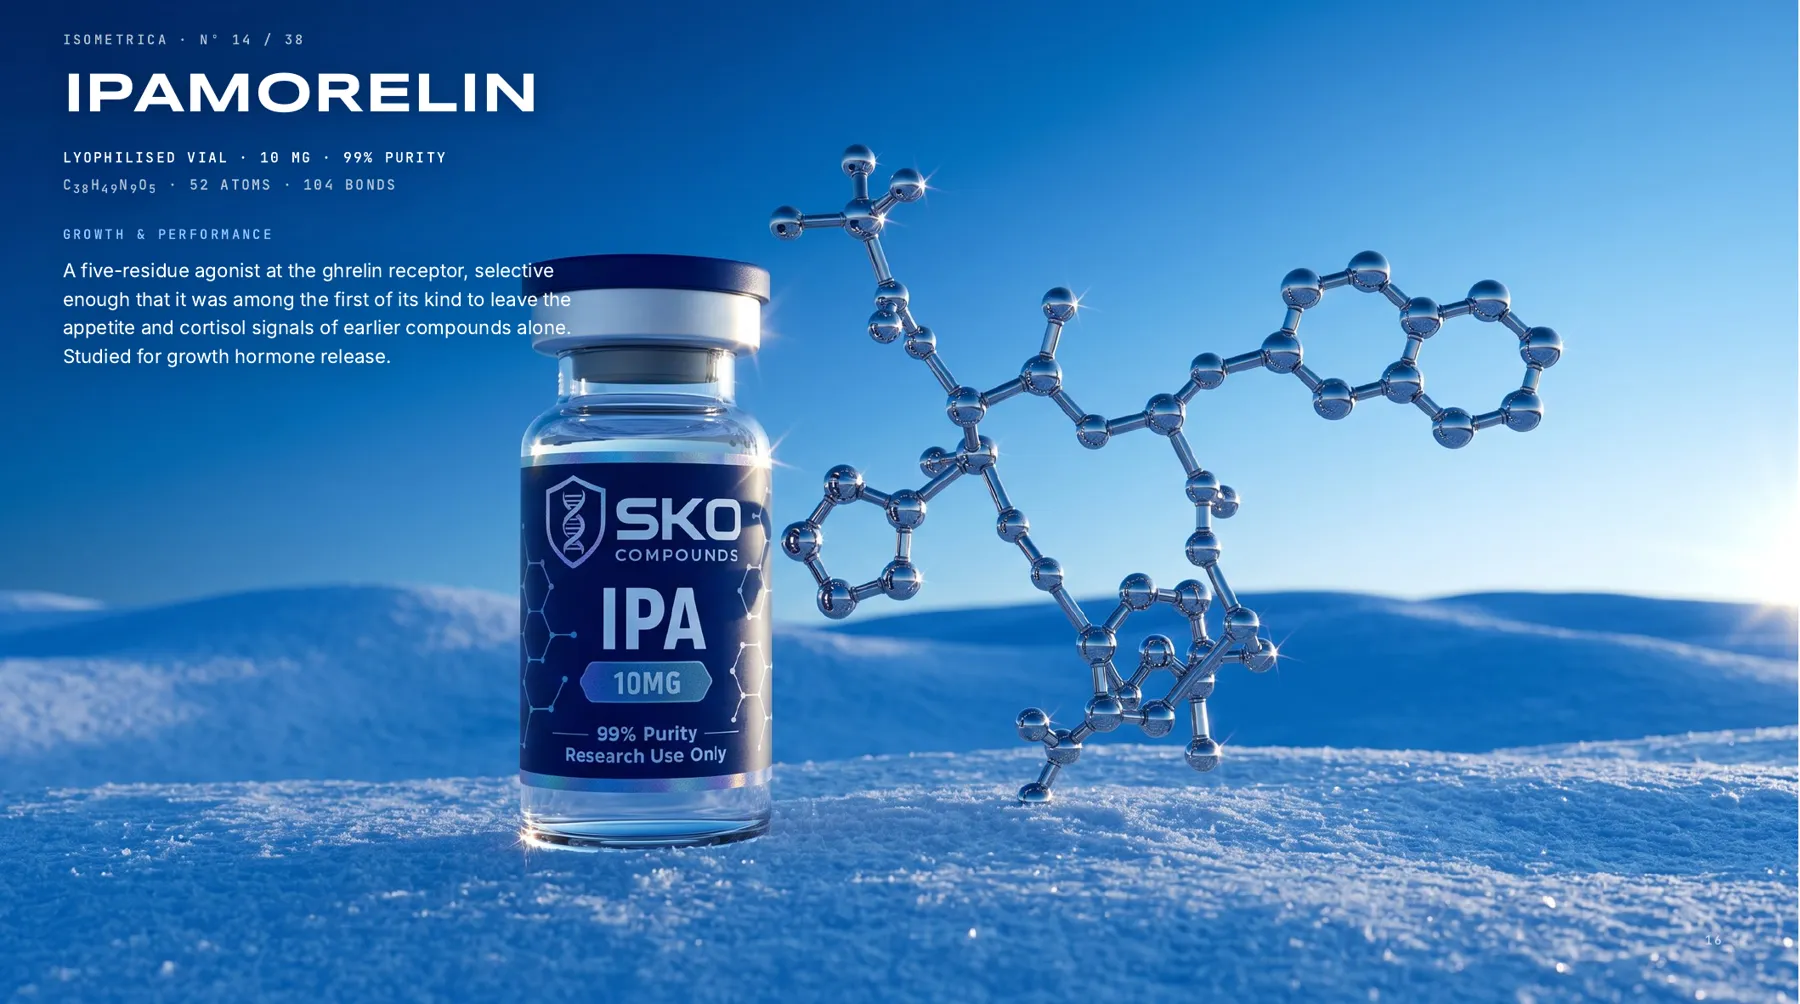 ISOMETRICA · N° 14 / 38
IPAMORELIN
LYOPHILISED VIAL · 10 MG · 99% PURITY
C₃₈H₄₉N₉O₅ · 52 ATOMS · 104 BONDS
GROWTH & PERFORMANCE
A five-residue agonist at the ghrelin receptor, selective
enough that it was among the first of its kind to leave the
appetite and cortisol signals of earlier compounds alone.
Studied for growth hormone release.
SKO
COMPOUNDS
IPA
10MG
99% Purity
Research Use Only
16